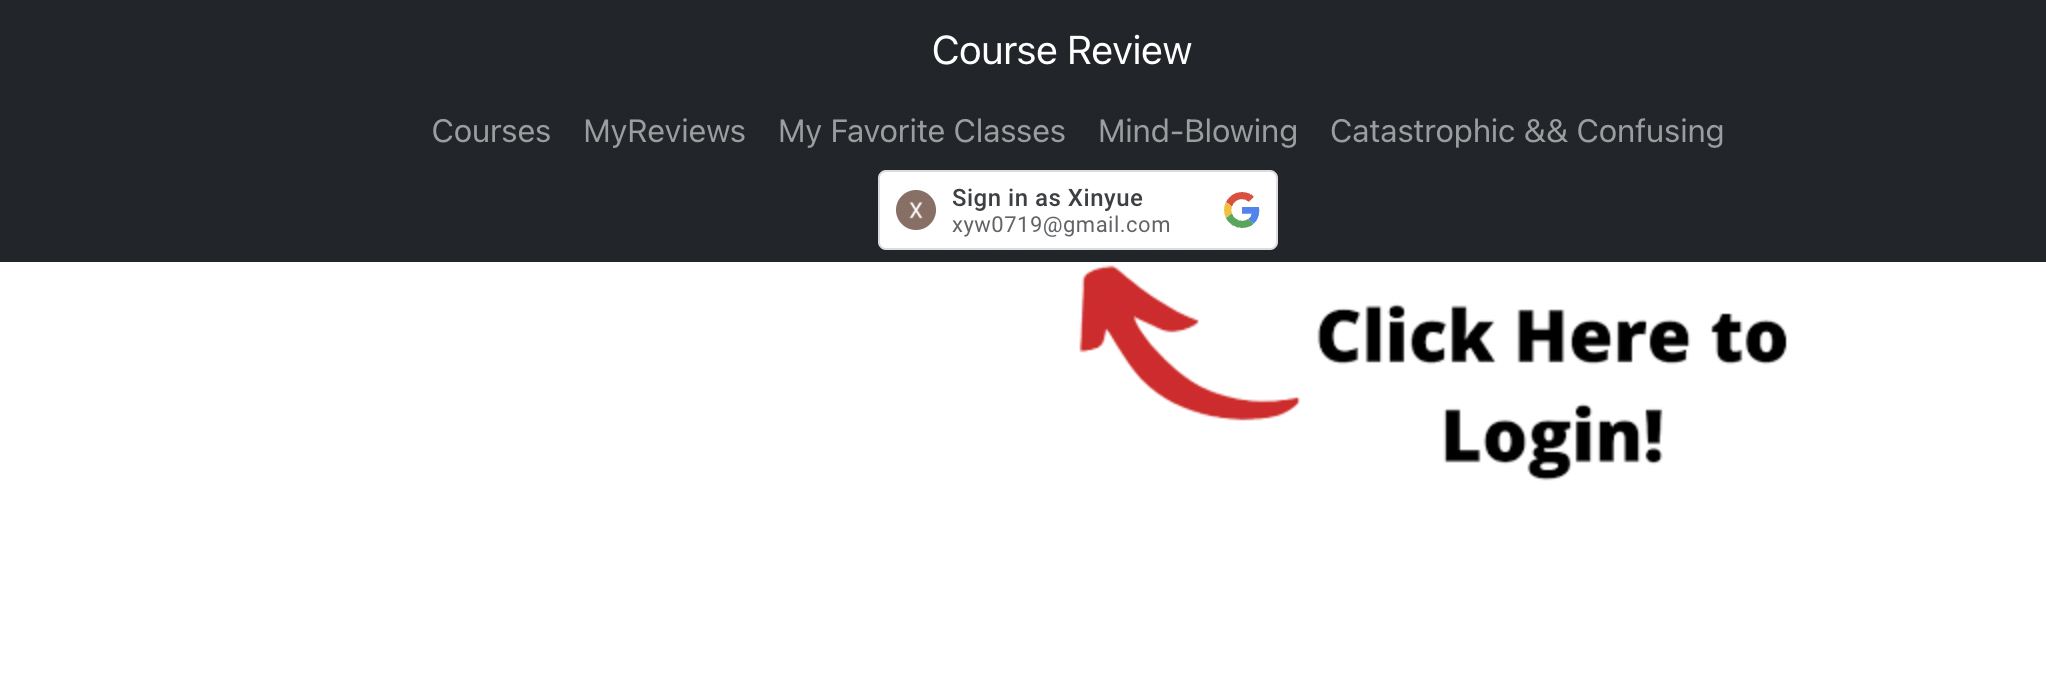 Course Review
Courses MyReviews My Favorite Classes Mind-Blowing Catastrophic && Confusing
X
Sign in as Xinyue
xyw0719@gmail.com
Click Here to
Login!